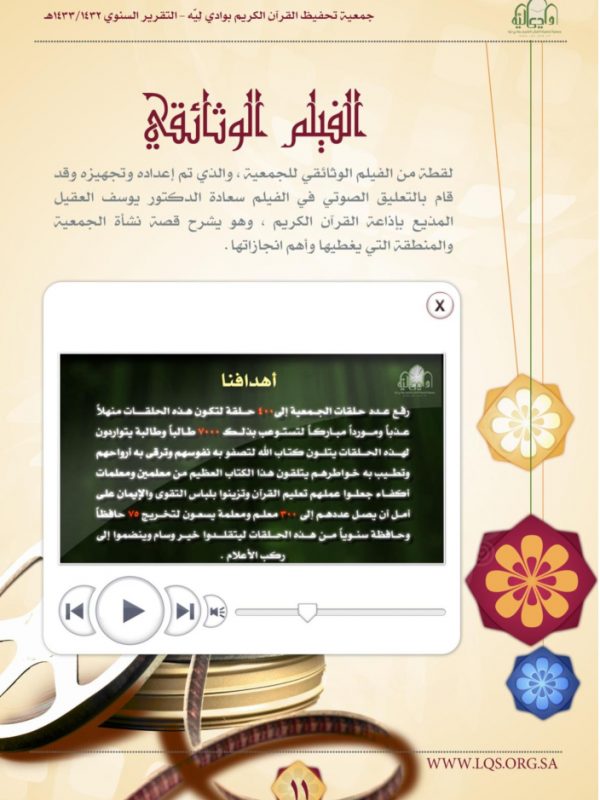 جمعية تحفيظ القرآن الكريم بوادي ليّه - التقرير السنوي ١٤٣٣/١٤٣٢هـ
وادي ليّه
الفيلم الوثائقي
لقطة من الفيلم الوثائقي للجمعية ، والذي تم إعداده وتجهيزه وقد
قام بالتعليق الصوتي في الفيلم سعادة الدكتور يوسف العقيل
المذيع بإذاعة القرآن الكريم ، وهو يشرح قصة نشأة الجمعية
والمنطقة التي يغطيها وأهم انجازاتها .
X
أهدافنا
رفع عدد حلقات الجمعية إلى ٤٠٠ حلقة لتكون هذه الحلقات منهلاً
عذباً ومورداً مباركاً لتستوعب بذلك ٧٠٠٠ طالباً وطالبة يتواردون
لهذه الحلقات يتلون كتاب الله لتصفو به نفوسهم وترقى به أرواحهم
وتطيب به خواطرهم يتلقون هذا الكتاب العظيم من معلمين ومعلمات
أكفاء جعلوا عملهم تعليم القرآن وتزينوا بلباس التقوى والإيمان على
أمل أن يصل عددهم إلى ٣٠٠ معلم ومعلمة يسعون لتخريج ٧٥ حافظاً
وحافظة سنوياً من هذه الحلقات ليتقلدوا خير وسام وينضموا إلى
ركب الأعلام .
WWW.LQS.ORG.SA
١١